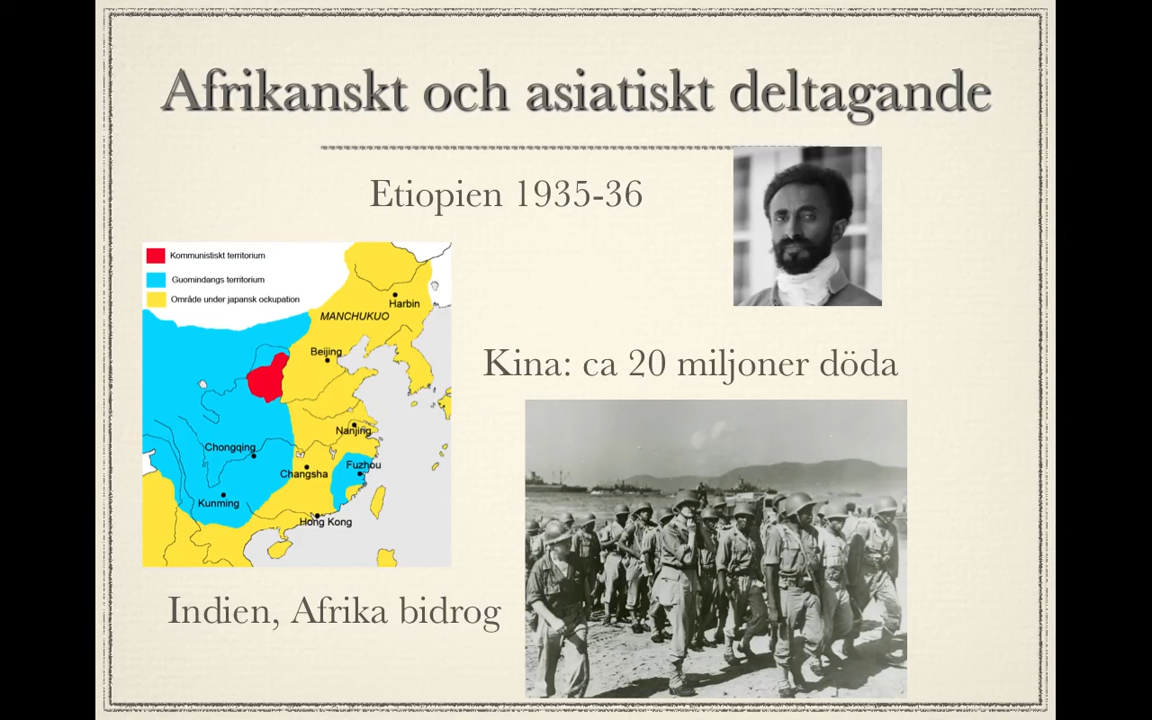 Afrikanskt och asiatiskt deltagande
Etiopien 1935-36
Kommunistiskt territorium
Guomindangs territorium
Område under japansk ockupation
Harbin
MANCHUKUO
Beijing
Kina: ca 20 miljoner döda
Nanjing
Chongqing
Fuzhou
Changsha
Kunming
Hong Kong
Indien, Afrika bidrog